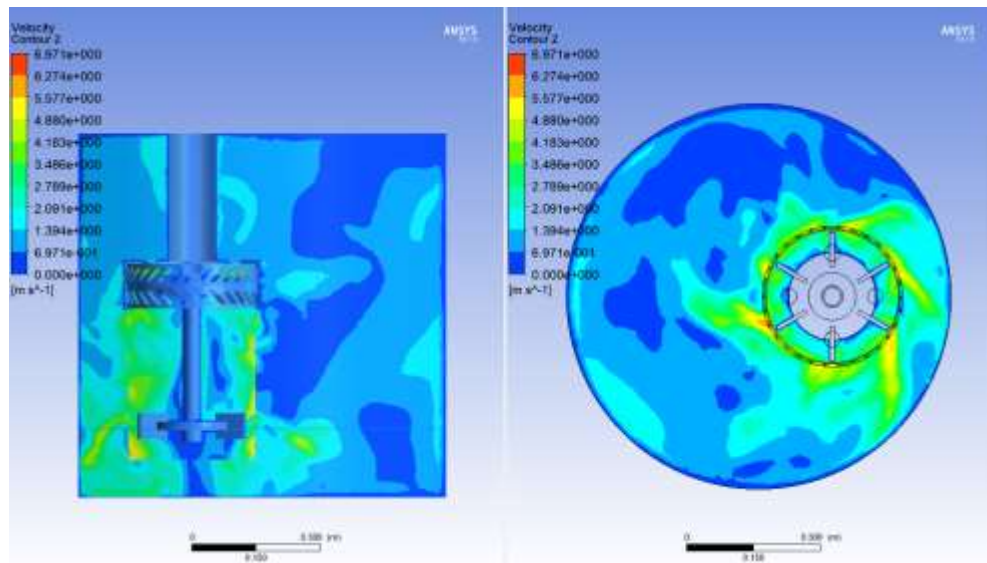 Velocity
Contour 2
6.971e+000
6.274e+000
5.577e+000
4.880e+000
4.183e+000
3.486e+000
2.789e+000
2.091e+000
1.394e+000
6.971e-001
0.000e+000
[m s^-1]
ANSYS
0
0.300 (m)
0.150
Velocity
Contour 2
6.971e+000
6.274e+000
5.577e+000
4.880e+000
4.183e+000
3.486e+000
2.789e+000
2.091e+000
1.394e+000
6.971e-001
0.000e+000
[m s^-1]
ANSYS
0
0.300 (m)
0.150